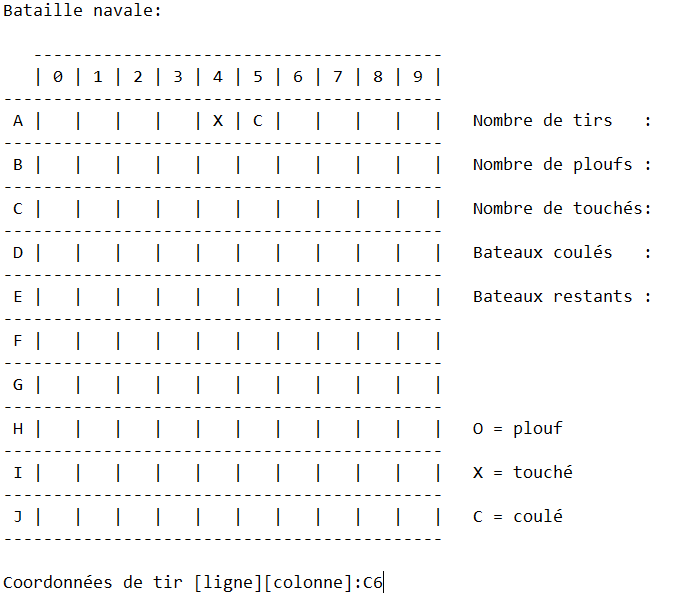 Bataille navale:
-----------------------------------------
| 0 | 1 | 2 | 3 | 4 | 5 | 6 | 7 | 8 | 9 |
--------------------------------------------
A |   |   |   |   | X | C |   |   |   |   |   Nombre de tirs   :
--------------------------------------------
B |   |   |   |   |   |   |   |   |   |   |   Nombre de ploufs :
--------------------------------------------
C |   |   |   |   |   |   |   |   |   |   |   Nombre de touchés:
--------------------------------------------
D |   |   |   |   |   |   |   |   |   |   |   Bateaux coulés   :
--------------------------------------------
E |   |   |   |   |   |   |   |   |   |   |   Bateaux restants :
--------------------------------------------
F |   |   |   |   |   |   |   |   |   |   |
--------------------------------------------
G |   |   |   |   |   |   |   |   |   |   |
--------------------------------------------
H |   |   |   |   |   |   |   |   |   |   |   O = plouf
--------------------------------------------
I |   |   |   |   |   |   |   |   |   |   |   X = touché
--------------------------------------------
J |   |   |   |   |   |   |   |   |   |   |   C = coulé
--------------------------------------------
Coordonnées de tir [ligne][colonne]:C6